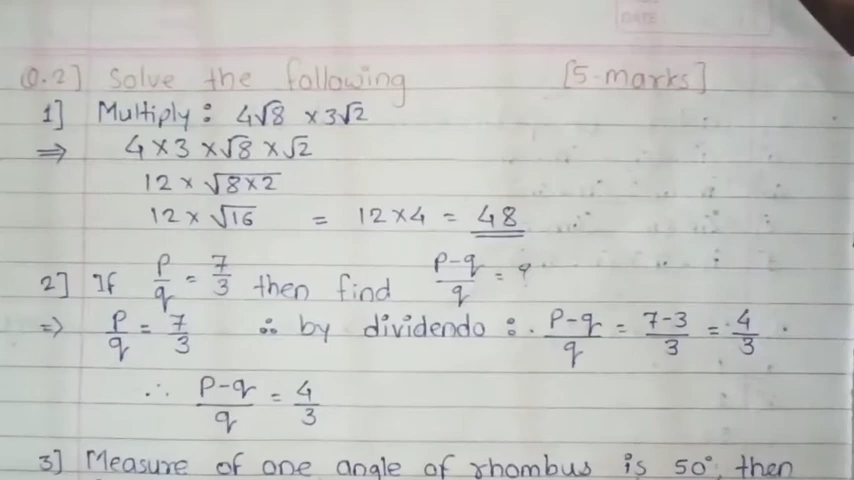 DATE
Q.2] Solve the following [5-marks]
1] Multiply: 4√8 ×3√2
⇒ 4×3×√8×√2
12×√8×2
12×√16 = 12×4 = 48
2] If p/q = 7/3 then find p-q/q = ?
⇒ p/q = 7/3 ∴ by dividendo : p-q/q = 7-3/3 = 4/3 .
∴ p-q/q = 4/3
3] Measure of one angle of rhombus is 50°, then